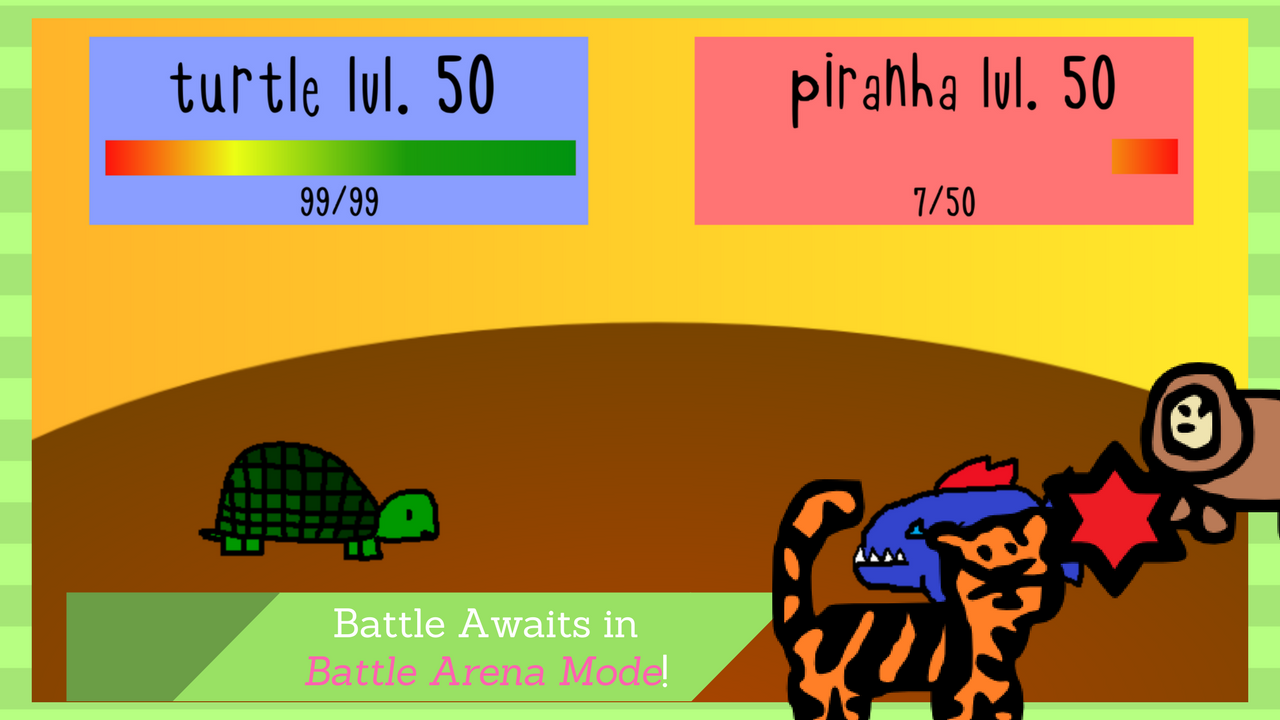 turtle lvl. 50
99/99
piranha lvl. 50
7/50
Battle Awaits in
Battle Arena Mode!